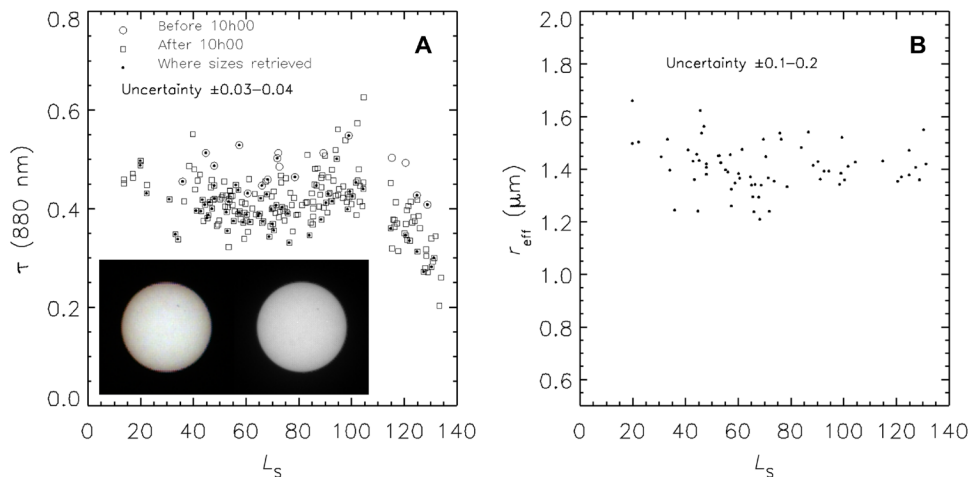 A
Before 10h00
After 10h00
Where sizes retrieved
Uncertainty ±0.03–0.04
τ (880 nm)
0.8
0.6
0.4
0.2
0.0
0 20 40 60 80 100 120 140
L_S
B
Uncertainty ±0.1–0.2
r_eff (μm)
2.0
1.8
1.6
1.4
1.2
1.0
0.8
0.6
0 20 40 60 80 100 120 140
L_S